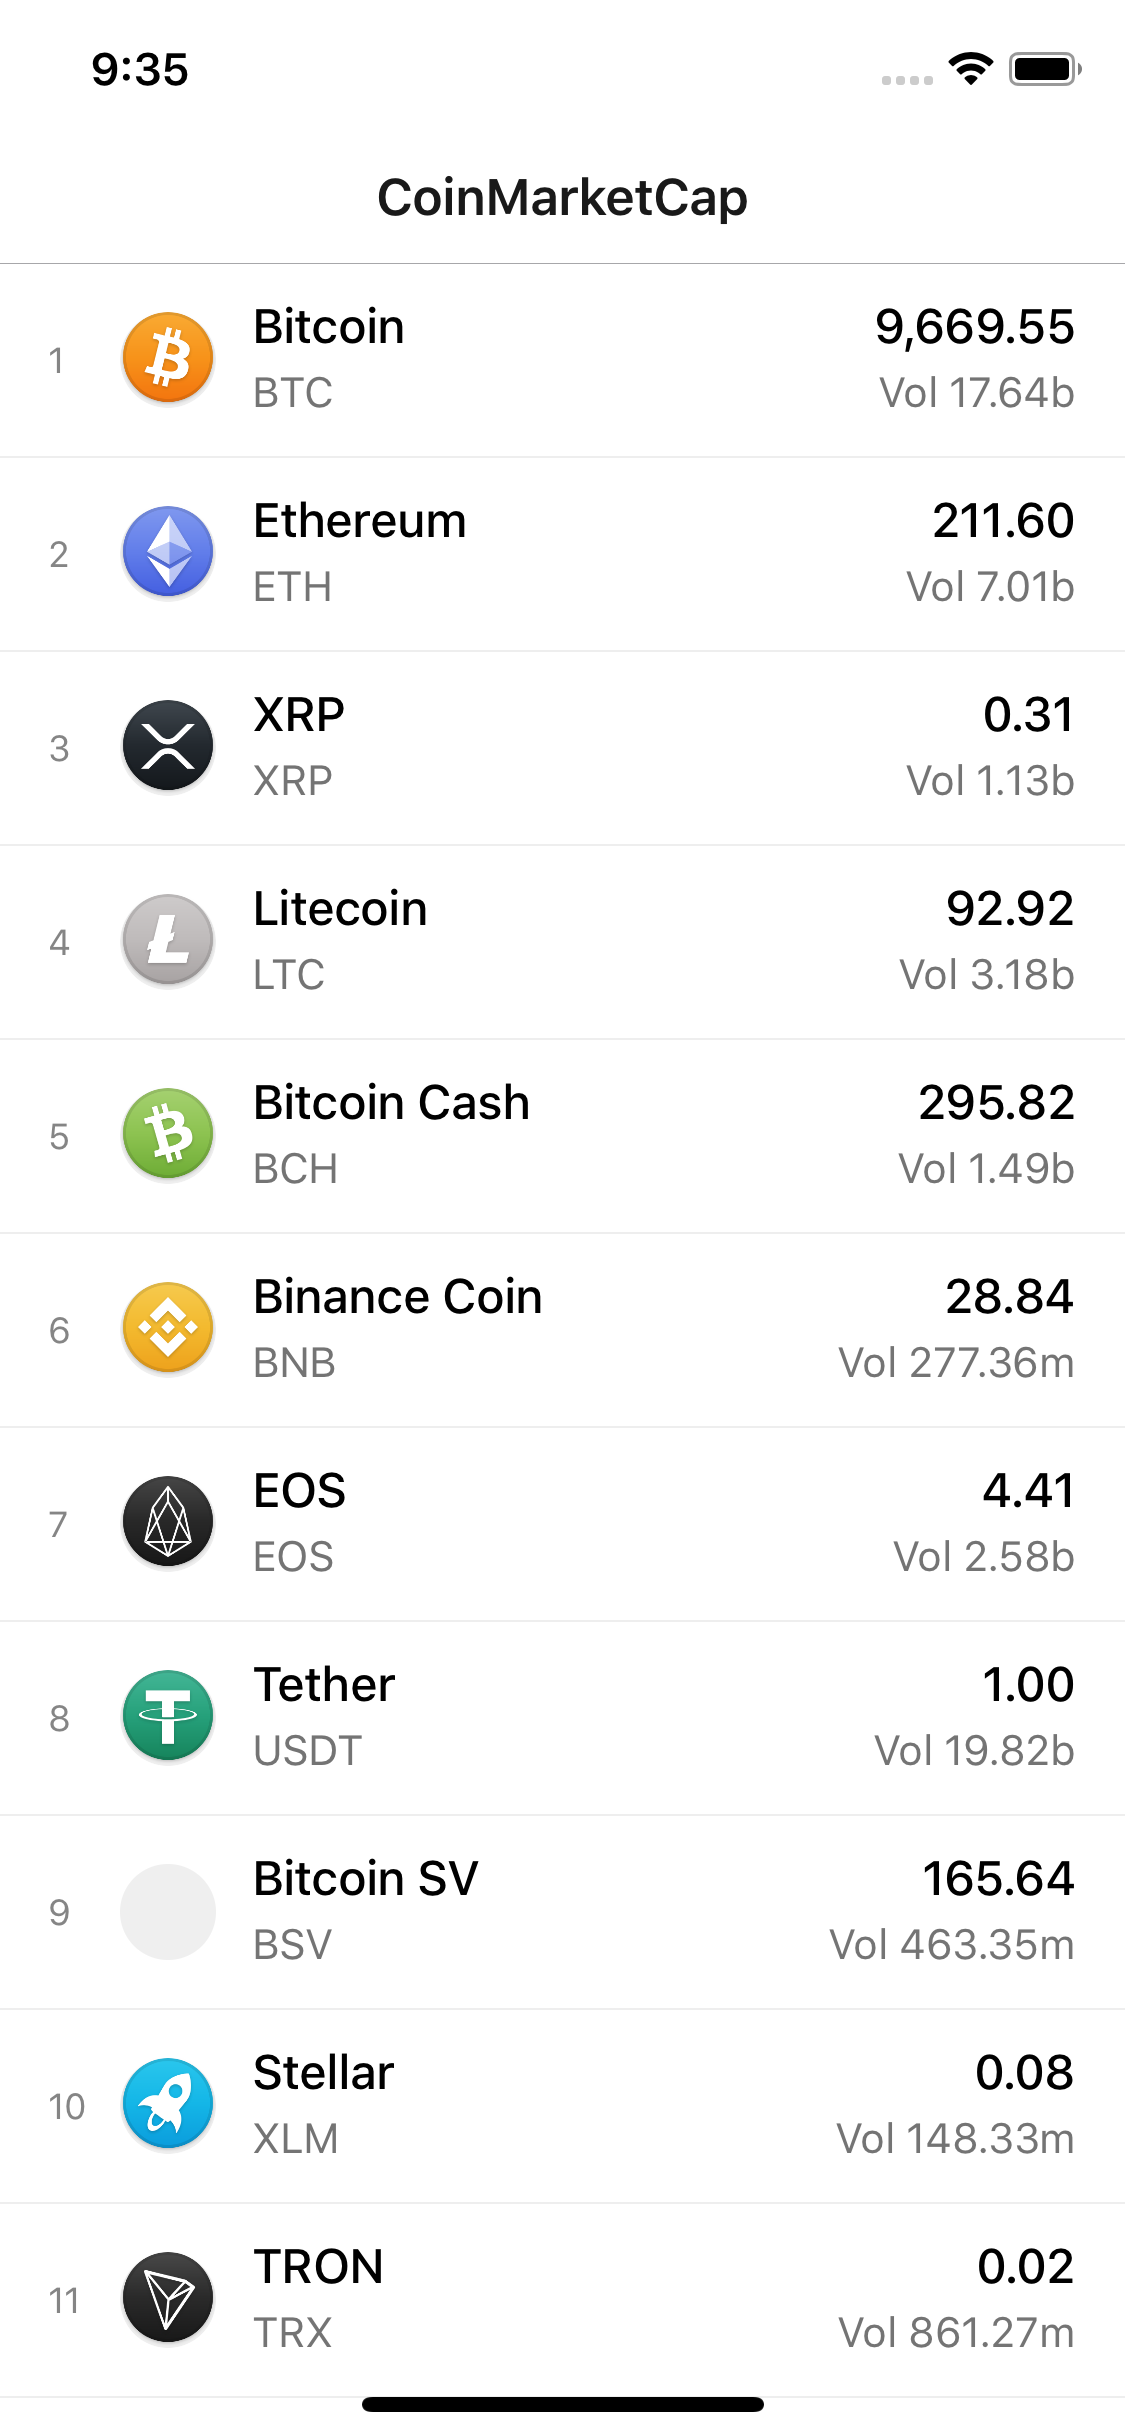 9:35
CoinMarketCap
1
Bitcoin
9,669.55
BTC
Vol 17.64b
2
Ethereum
211.60
ETH
Vol 7.01b
3
XRP
0.31
XRP
Vol 1.13b
4
Litecoin
92.92
LTC
Vol 3.18b
5
Bitcoin Cash
295.82
BCH
Vol 1.49b
6
Binance Coin
28.84
BNB
Vol 277.36m
7
EOS
4.41
EOS
Vol 2.58b
8
Tether
1.00
USDT
Vol 19.82b
9
Bitcoin SV
165.64
BSV
Vol 463.35m
10
Stellar
0.08
XLM
Vol 148.33m
11
TRON
0.02
TRX
Vol 861.27m